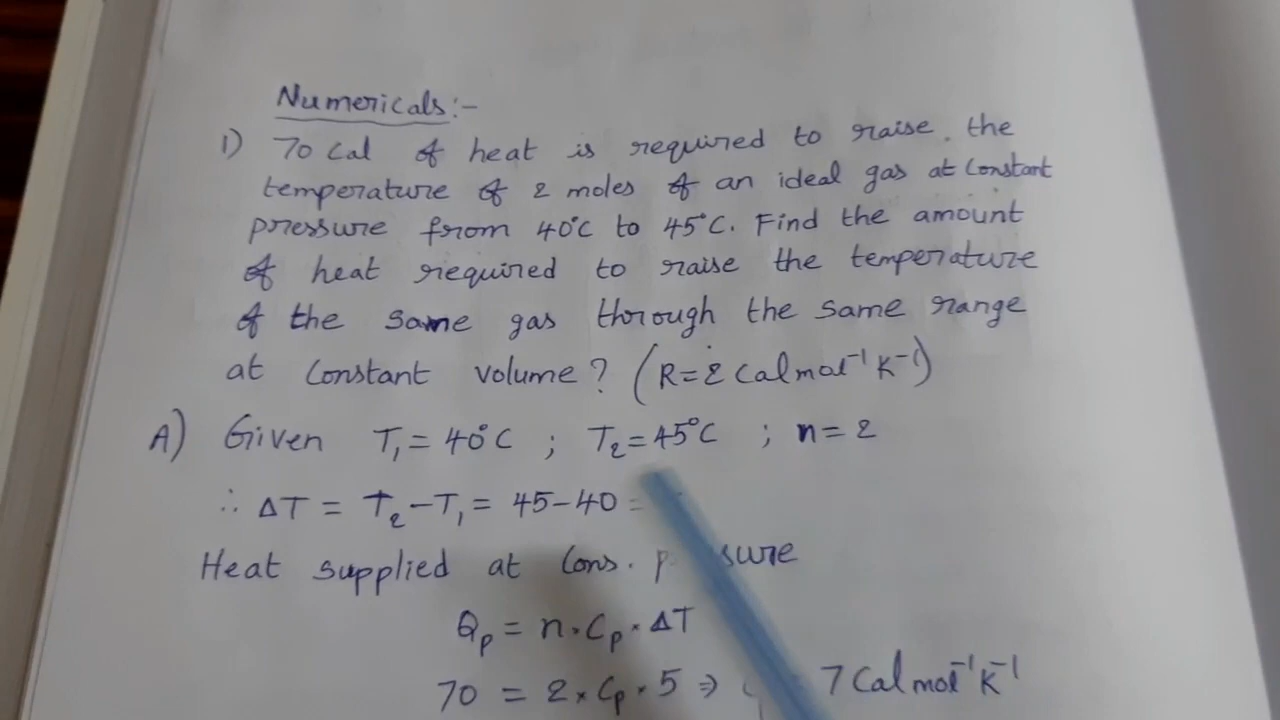 Numericals:-
1) 70 Cal of heat is required to raise the
temperature of 2 moles of an ideal gas at Constant
pressure from 40°C to 45°C. Find the amount
of heat required to raise the temperature
of the same gas through the same range
at Constant volume? (R=2 Cal mol⁻¹ K⁻¹)
A) Given T₁ = 40°C ; T₂ = 45°C ; n = 2
∴ ΔT = T₂ - T₁ = 45-40 =
Heat supplied at Cons.
Qp = n.Cp.ΔT
70 = 2 × Cp × 5 ⇒ 7 Cal mol⁻¹ K⁻¹